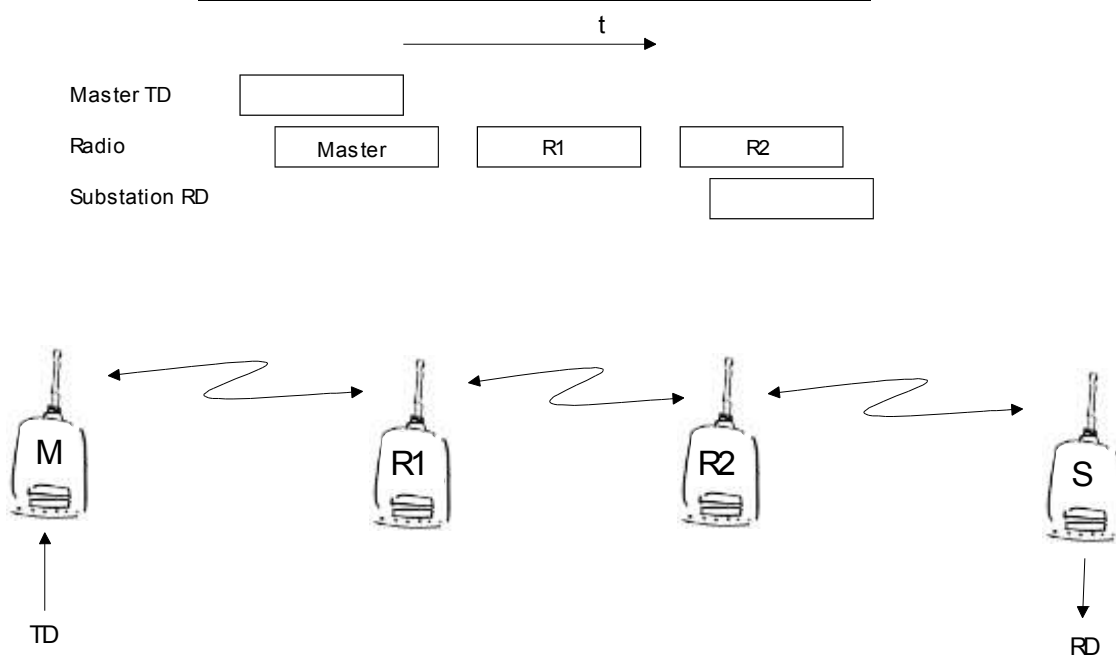 t
Master TD
Radio Master R1 R2
Substation RD
M R1 R2 S
TD
RD